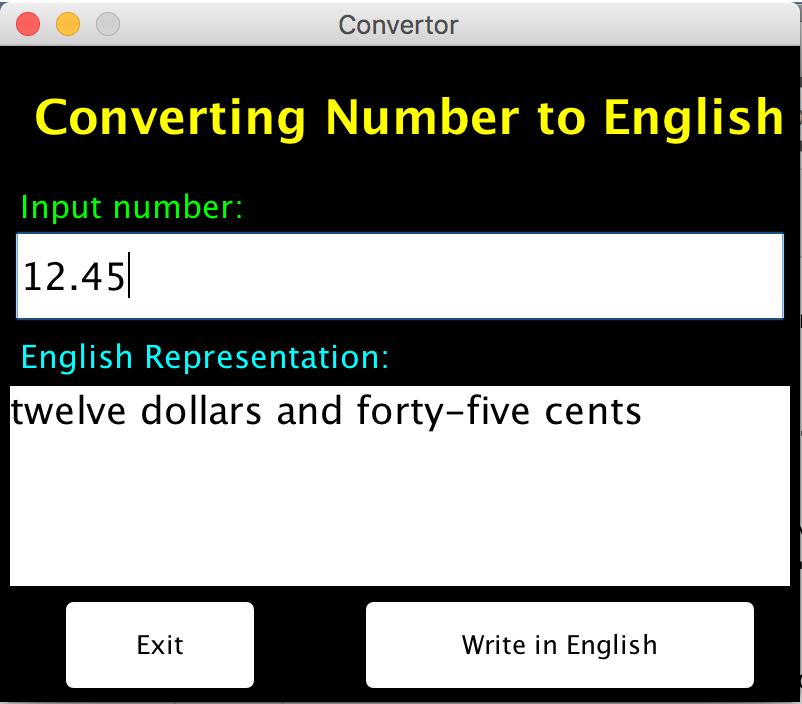 Convertor
Converting Number to English
Input number:
12.45
English Representation:
twelve dollars and forty-five cents
Exit
Write in English